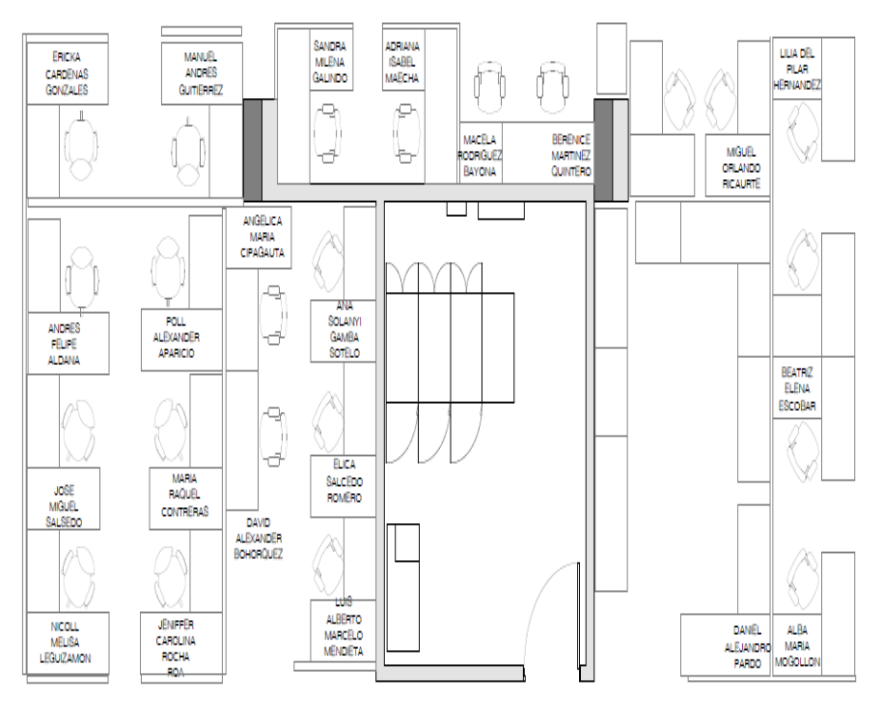 ERICKA
CARDENAS
GONZALES
MANUEL
ANDRES
GUTIERREZ
SANDRA
MILENA
GALINDO
ADRIANA
ISABEL
MAECHA
MACELA
RODRIGUEZ
BAYONA
BERENICE
MARTINEZ
QUINTERO
MIGUEL
ORLANDO
RICAURTE
LILIA DEL
PILAR
HERNANDEZ
ANGELICA
MARIA
CIPAGAUTA
ANDRES
FELIPE
ALDANA
POLL
ALEXANDER
APARICIO
ANA
SOLANYI
GAMBA
SOTELO
BEATRIZ
ELENA
ESCOBAR
JOSE
MIGUEL
SALSEDO
MARIA
RAQUEL
CONTRERAS
DAVID
ALEXANDER
BOHORQUEZ
ELICA
SALCEDO
ROMERO
NICOLL
MELISA
LEGUIZAMON
JENIFFER
CAROLINA
ROCHA
ROA
LUIS
ALBERTO
MARCELO
MENDIETA
DANIEL
ALEJANDRO
PARDO
ALBA
MARIA
MOGOLLON